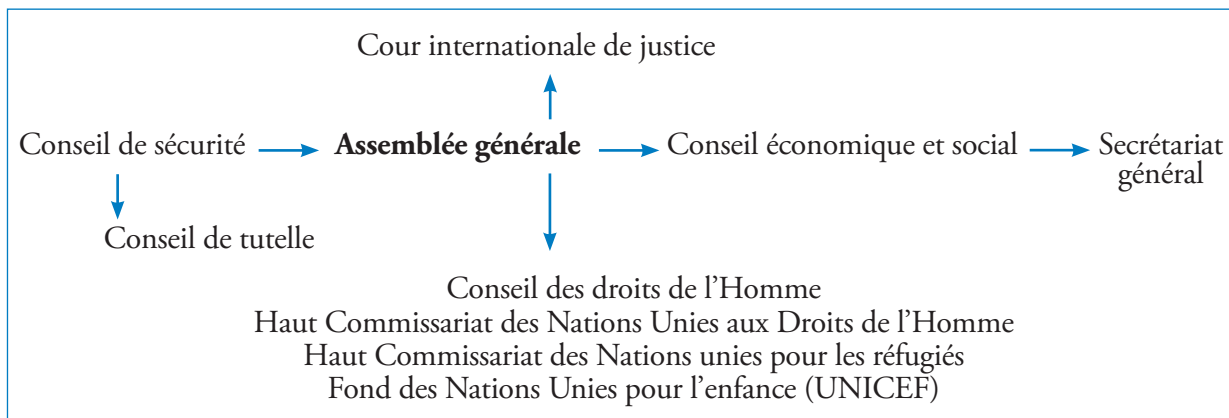 Cour internationale de justice
Conseil de sécurité Assemblée générale Conseil économique et social Secrétariat
général
Conseil de tutelle
Conseil des droits de l’Homme
Haut Commissariat des Nations Unies aux Droits de l’Homme
Haut Commissariat des Nations unies pour les réfugiés
Fond des Nations Unies pour l’enfance (UNICEF)